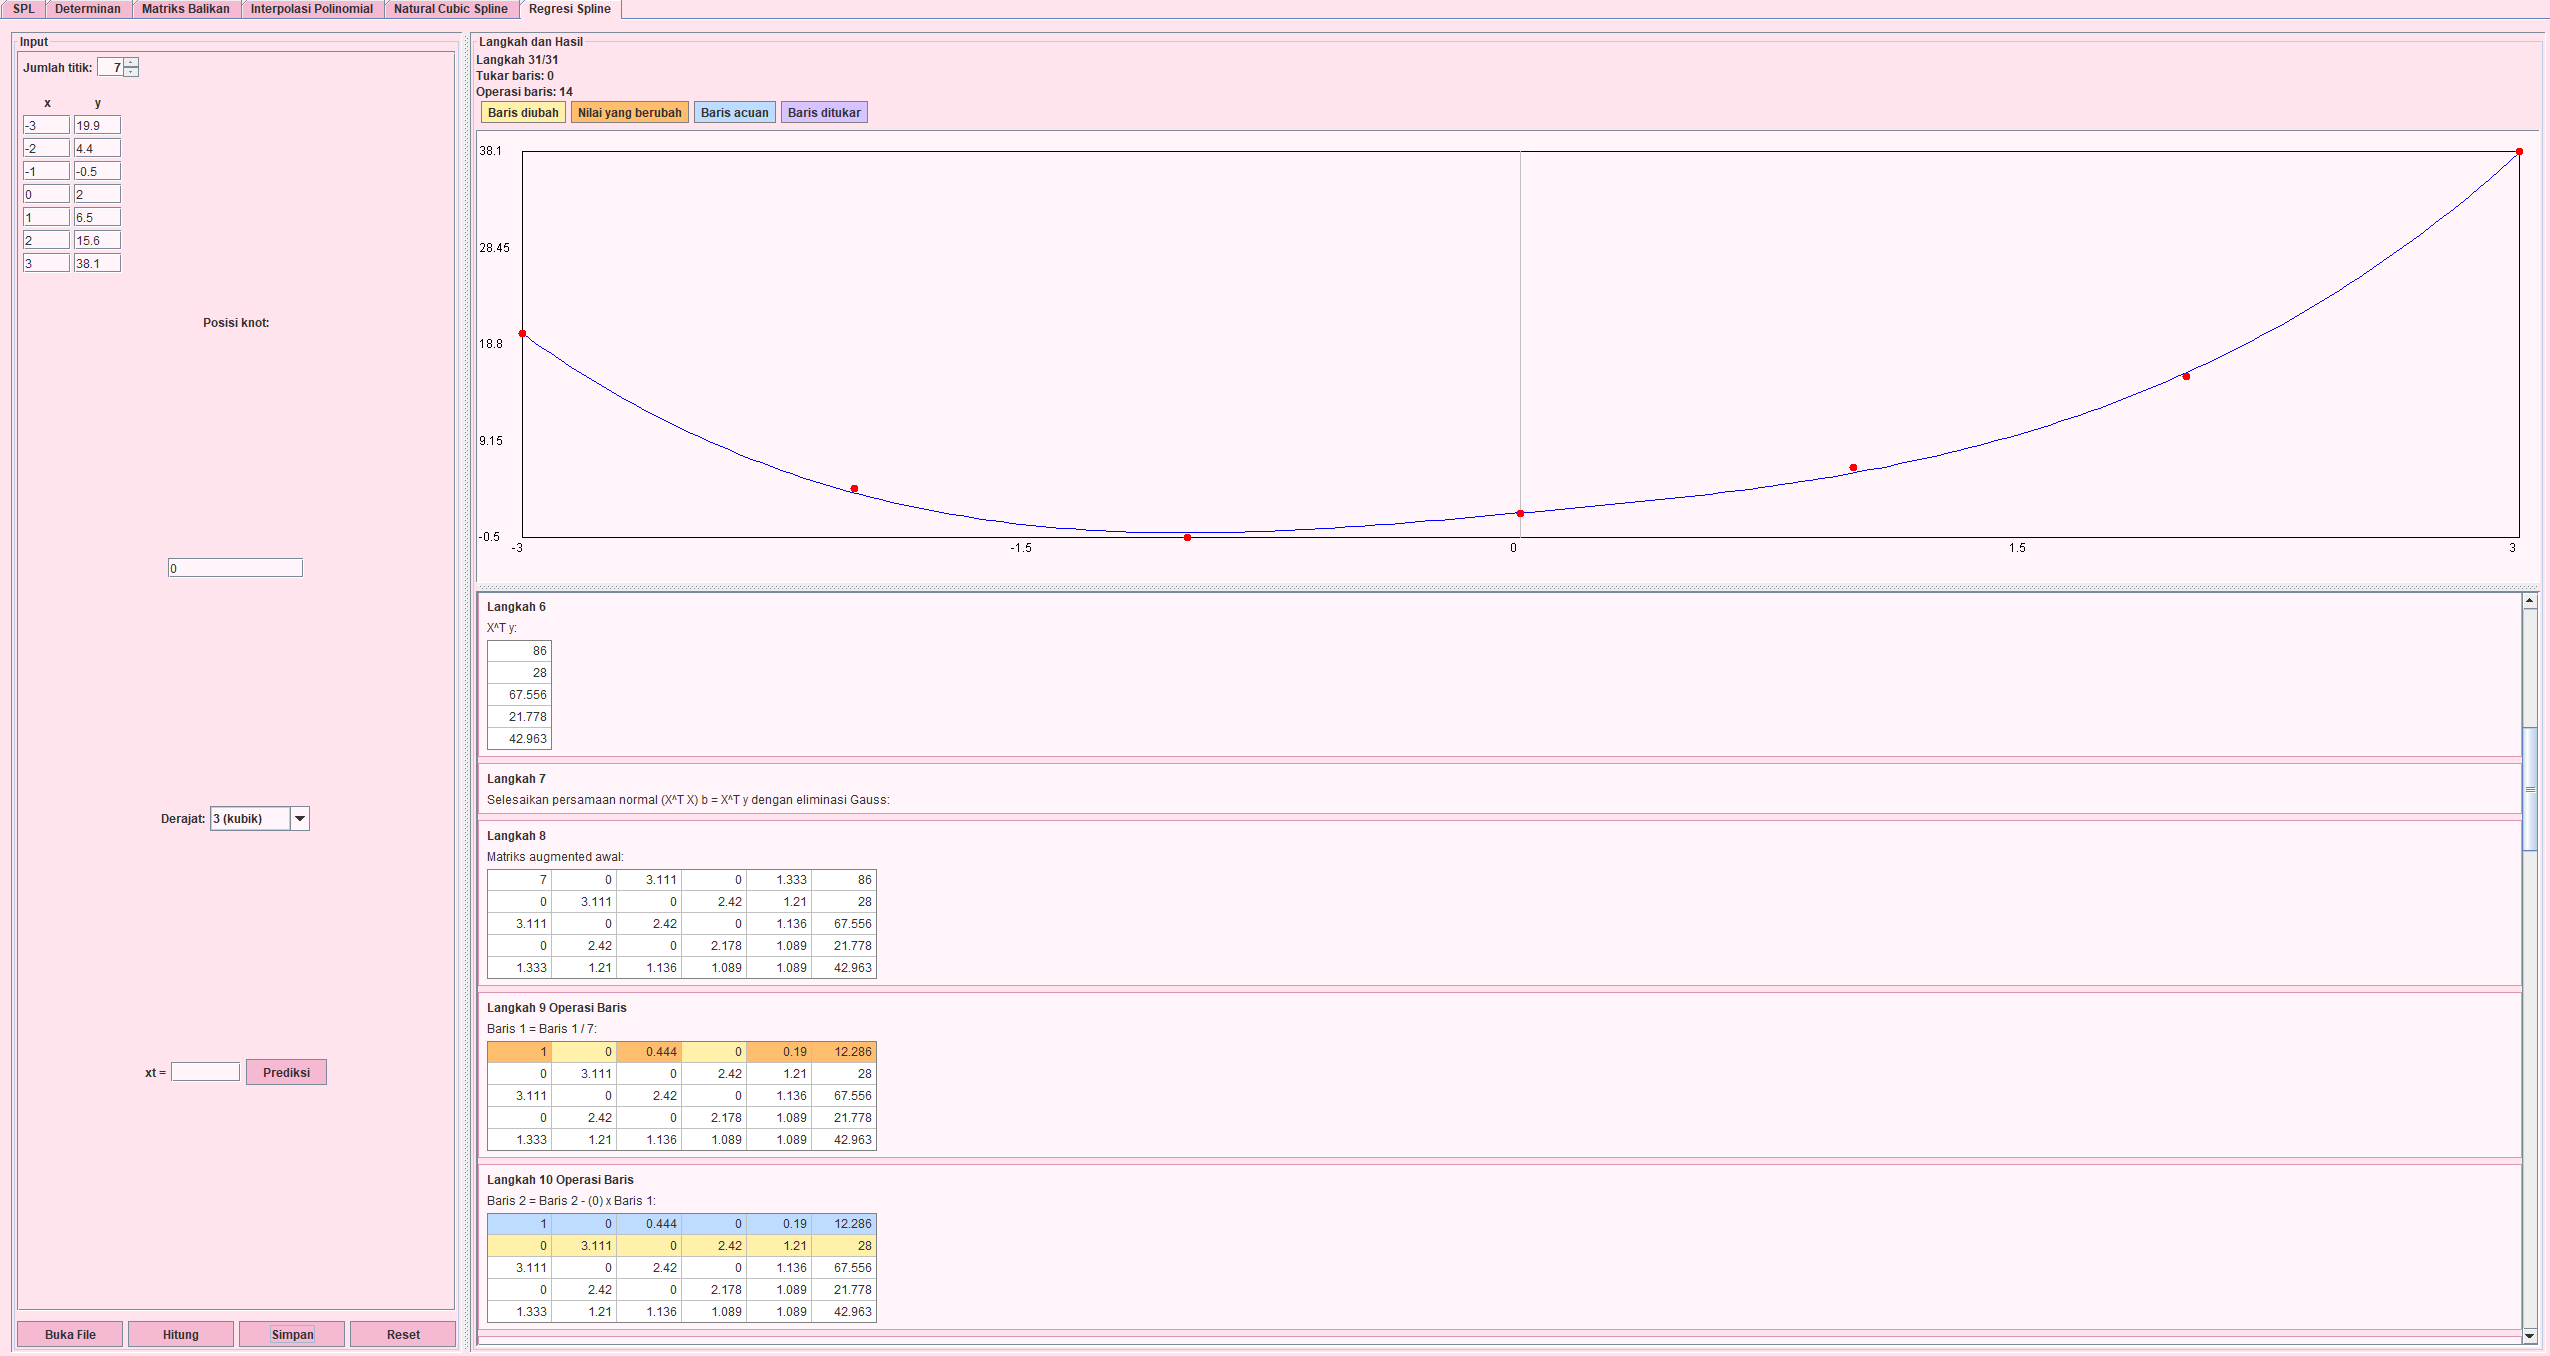 SPL Determinan Matriks Balikan Interpolasi Polinomial Natural Cubic Spline Regresi Spline
Input
Jumlah titik: 7
x y
-3 19.9
-2 4.4
-1 -0.5
0 2
1 6.5
2 15.6
3 38.1
Posisi knot:
0
Derajat: 3 (kubik)
xt = Prediksi
Buka File Hitung Simpan Reset
Langkah dan Hasil
Langkah 31/31
Tukar baris: 0
Operasi baris: 14
Baris diubah Nilai yang berubah Baris acuan Baris ditukar
38.1
28.45
18.8
9.15
-0.5
-3 -1.5 0 1.5 3
Langkah 6
X^T y:
86
28
67.556
21.778
42.963
Langkah 7
Selesaikan persamaan normal (X^T X) b = X^T y dengan eliminasi Gauss:
Langkah 8
Matriks augmented awal:
7 0 3.111 0 1.333 86
0 3.111 0 2.42 1.21 28
3.111 0 2.42 0 1.136 67.556
0 2.42 0 2.178 1.089 21.778
1.333 1.21 1.136 1.089 1.089 42.963
Langkah 9 Operasi Baris
Baris 1 = Baris 1 / 7:
1 0 0.444 0 0.19 12.286
0 3.111 0 2.42 1.21 28
3.111 0 2.42 0 1.136 67.556
0 2.42 0 2.178 1.089 21.778
1.333 1.21 1.136 1.089 1.089 42.963
Langkah 10 Operasi Baris
Baris 2 = Baris 2 - (0) x Baris 1:
1 0 0.444 0 0.19 12.286
0 3.111 0 2.42 1.21 28
3.111 0 2.42 0 1.136 67.556
0 2.42 0 2.178 1.089 21.778
1.333 1.21 1.136 1.089 1.089 42.963